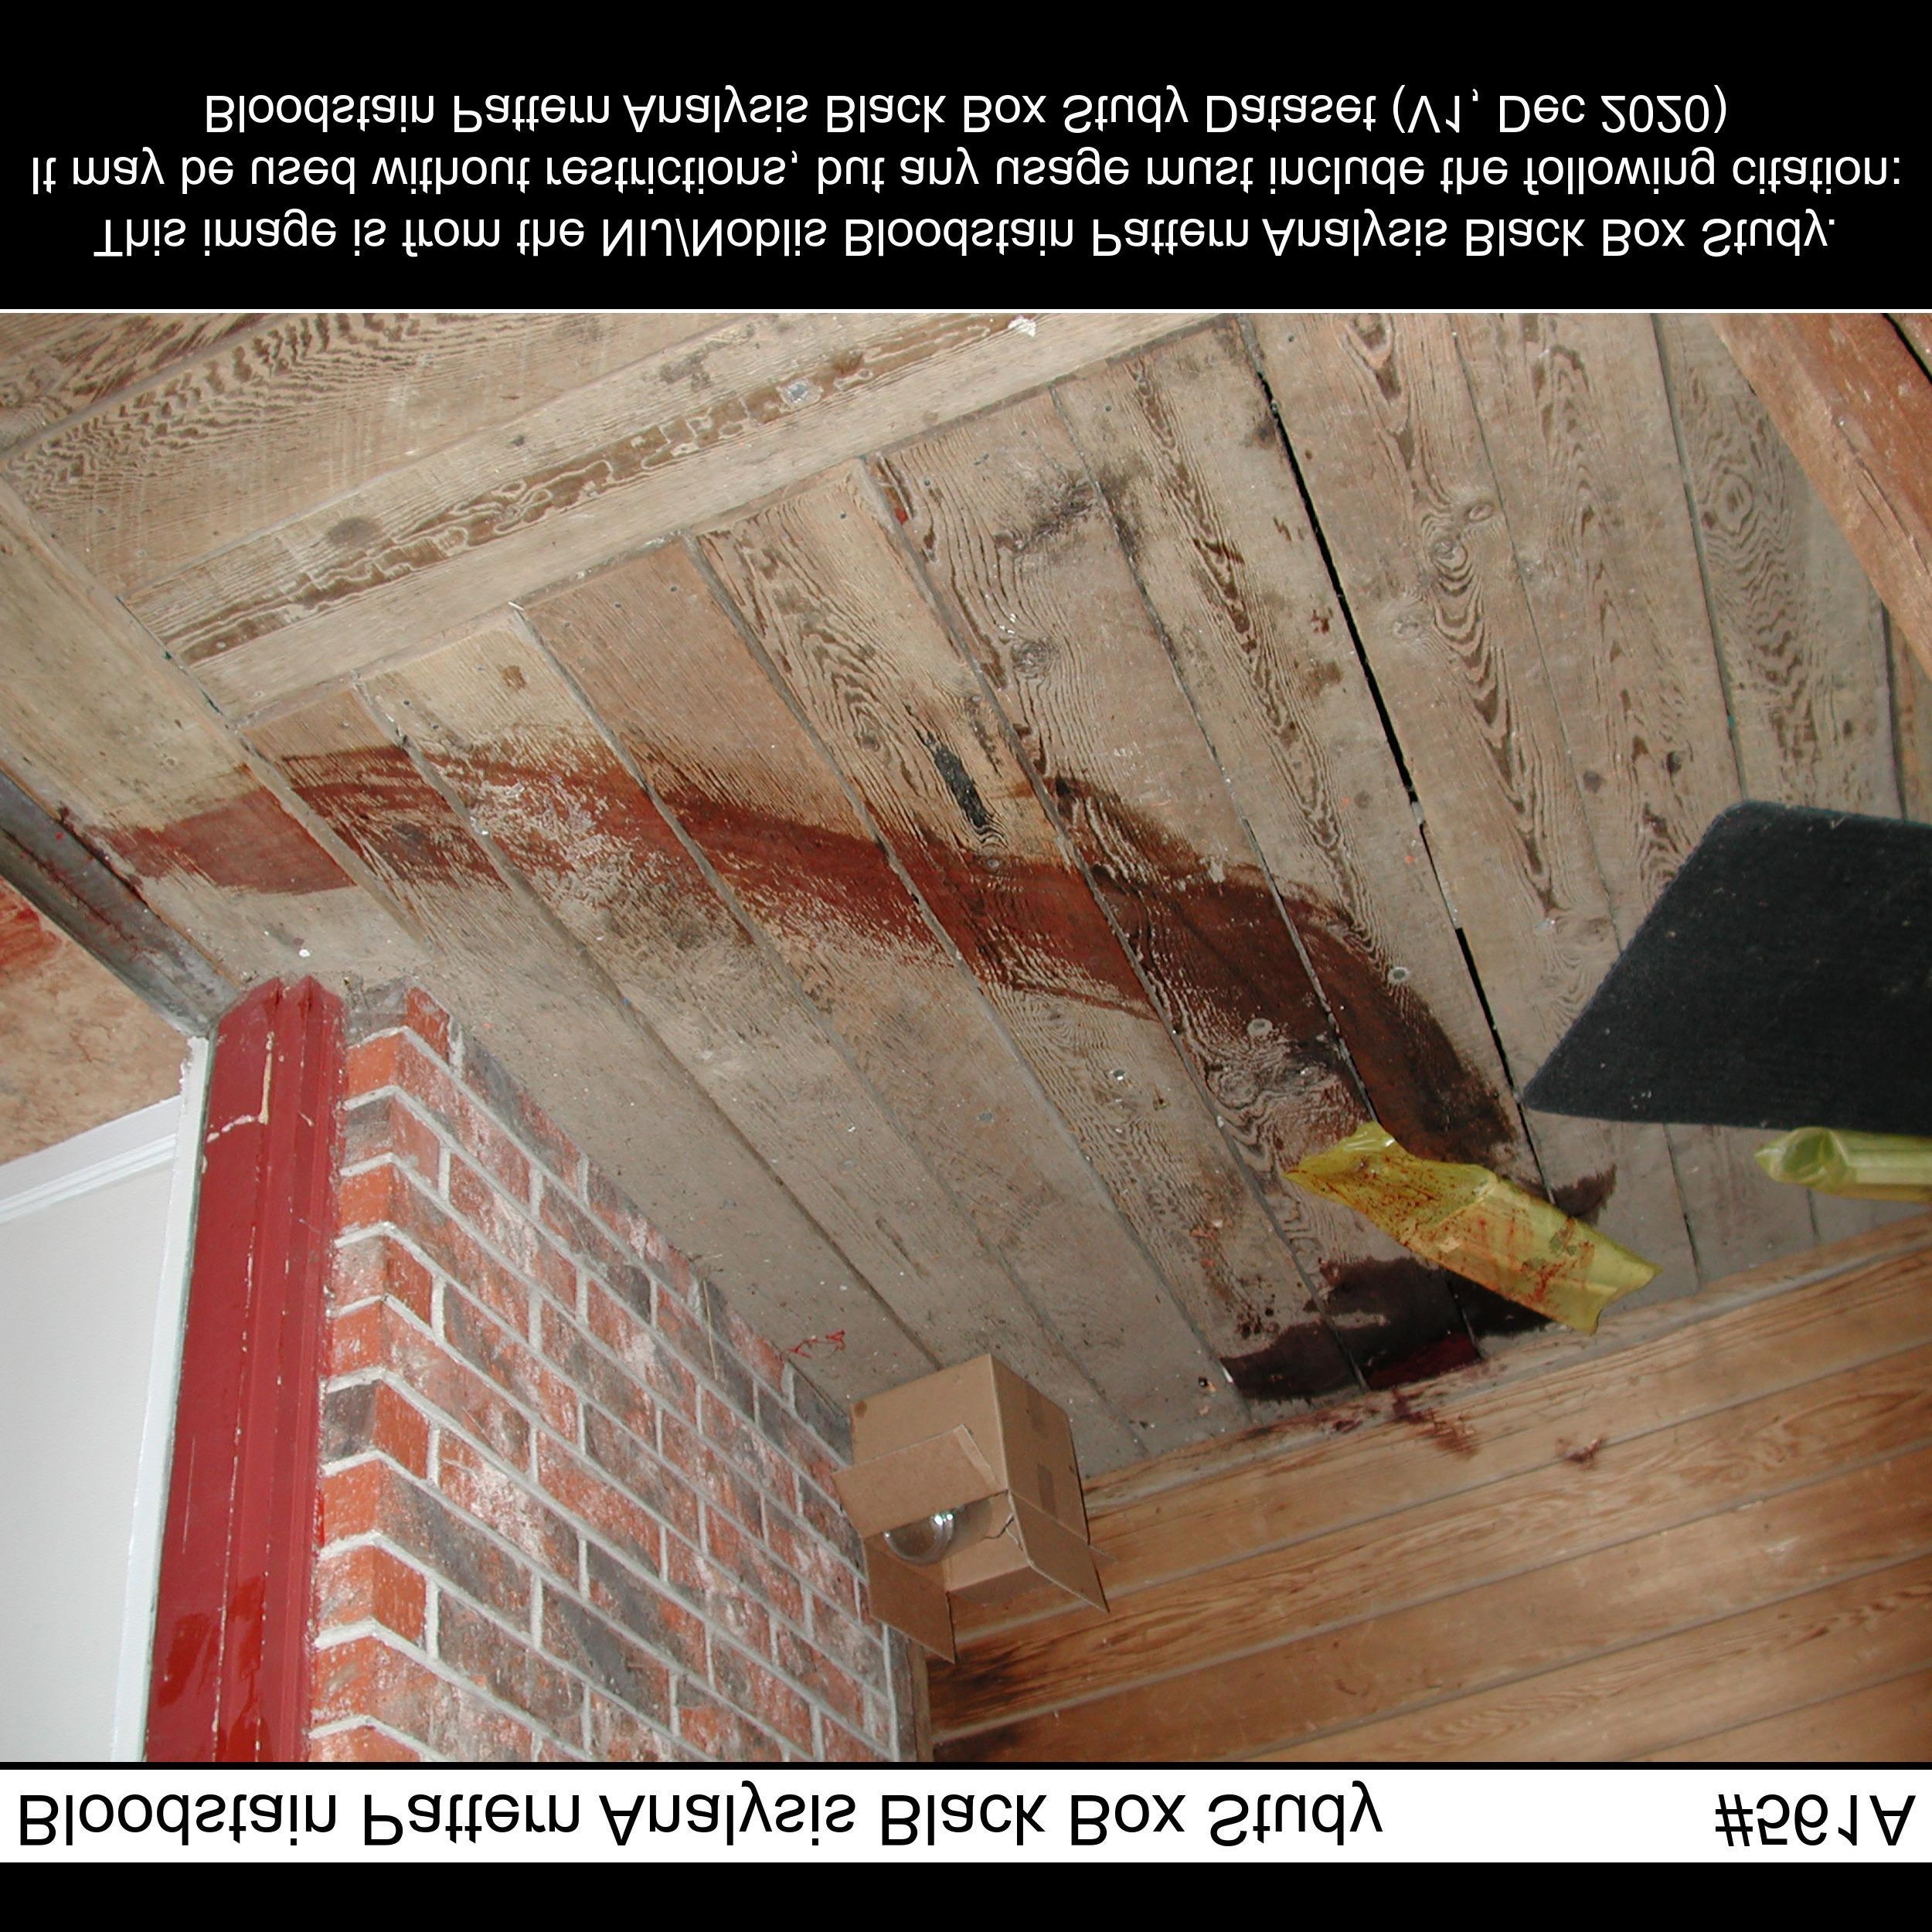 Bloodstain Pattern Analysis Black Box Study #561A
This image is from the NIJ/Noblis Bloodstain Pattern Analysis Black Box Study.
It may be used without restrictions, but any usage must include the following citation:
Bloodstain Pattern Analysis Black Box Study Dataset (V1, Dec 2020)